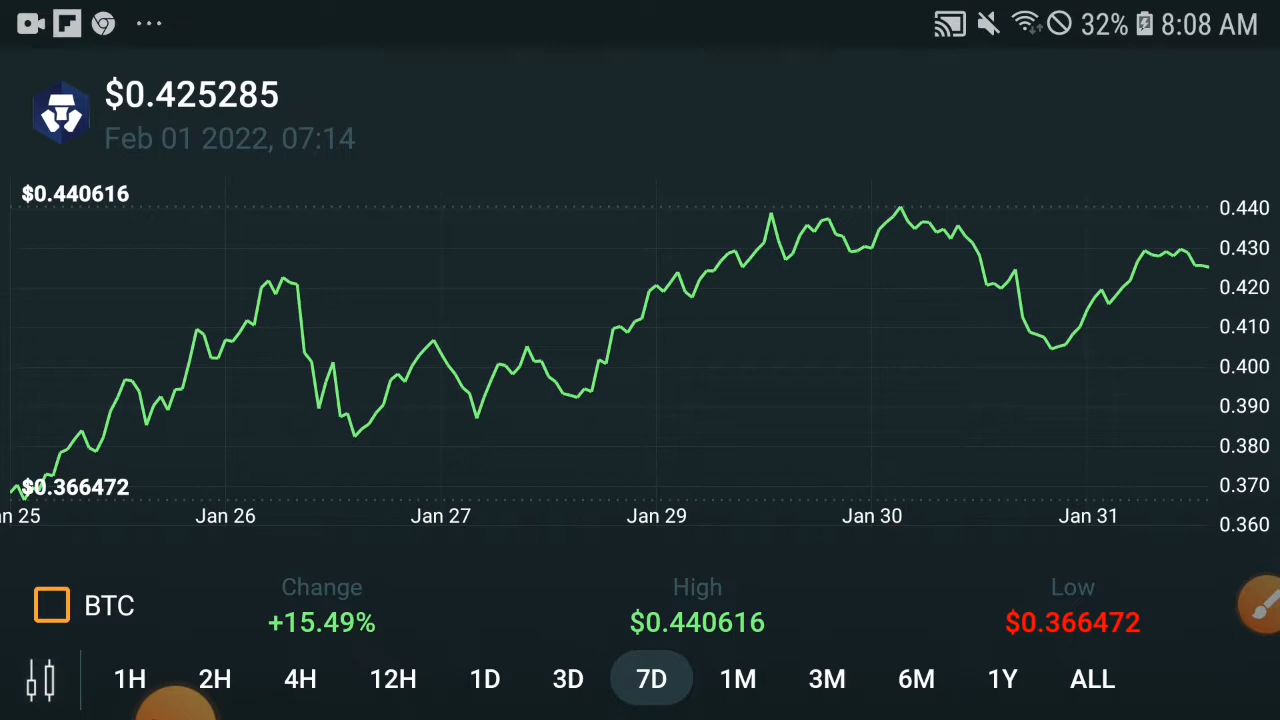 32% 8:08 AM
$0.425285
Feb 01 2022, 07:14
$0.440616
0.440
0.430
0.420
0.410
0.400
0.390
0.380
$0.366472
0.370
n 25 Jan 26 Jan 27 Jan 29 Jan 30 Jan 31
0.360
Change High Low
BTC +15.49% $0.440616 $0.366472
1H 2H 4H 12H 1D 3D 7D 1M 3M 6M 1Y ALL